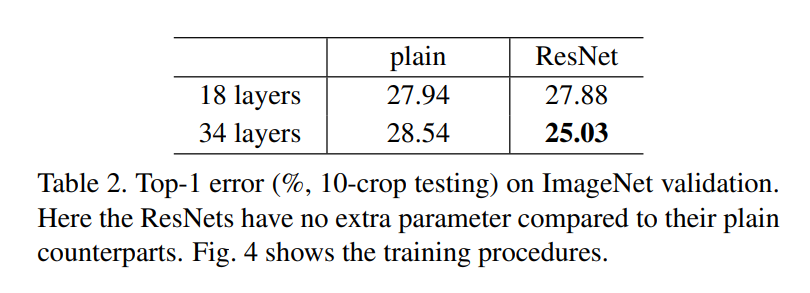 plain ResNet
18 layers 27.94 27.88
34 layers 28.54 25.03
Table 2. Top-1 error (%, 10-crop testing) on ImageNet validation.
Here the ResNets have no extra parameter compared to their plain
counterparts. Fig. 4 shows the training procedures.